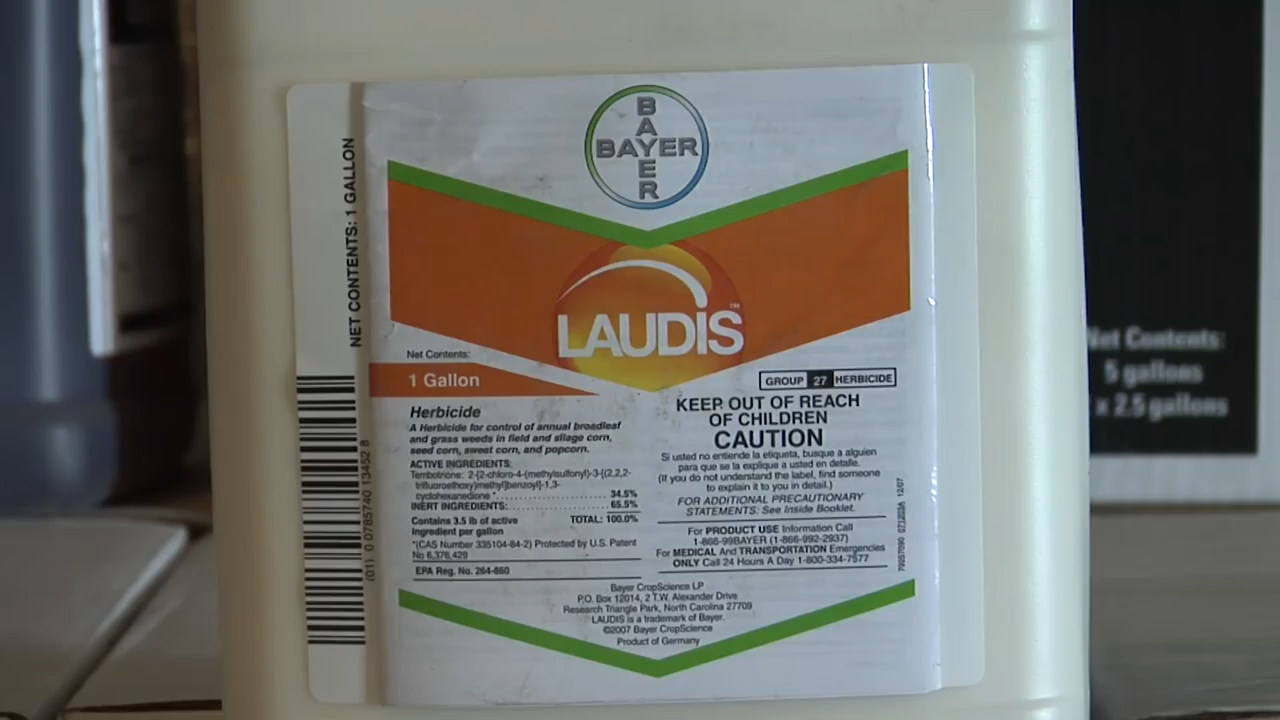 BAYER
BAYER
NET CONTENTS: 1 GALLON
LAUDIS™
Net Contents:
1 Gallon
GROUP 27 HERBICIDE
Herbicide
A Herbicide for control of annual broadleaf
and grass weeds in field and silage corn,
seed corn, sweet corn, and popcorn.
ACTIVE INGREDIENTS:
Tembotrione: 2-[2-chloro-4-(methylsulfonyl)-3-[(2,2,2-
trifluoroethoxy)methyl]benzoyl]-1,3-
cyclohexanedione * 34.5%
INERT INGREDIENTS: 65.5%
TOTAL: 100.0%
Contains 3.5 lb of active
ingredient per gallon
*(CAS Number 335104-84-2) Protected by U.S. Patent
No 6,376,429
EPA Reg. No. 264-860
KEEP OUT OF REACH
OF CHILDREN
CAUTION
Si usted no entiende la etiqueta, busque a alguien
para que se la explique a usted en detalle.
(If you do not understand the label, find someone
to explain it to you in detail.)
FOR ADDITIONAL PRECAUTIONARY
STATEMENTS: See Inside Booklet.
For PRODUCT USE Information Call
1-866-99BAYER (1-866-992-2937)
For MEDICAL And TRANSPORTATION Emergencies
ONLY Call 24 Hours A Day 1-800-334-7577
Bayer CropScience LP
P.O. Box 12014, 2 T.W. Alexander Drive
Research Triangle Park, North Carolina 27709
LAUDIS is a trademark of Bayer.
©2007 Bayer CropScience
Product of Germany
(01) 0 0785740 13452 8
12/07
Net Contents:
5 gallons
x 2.5 gallons